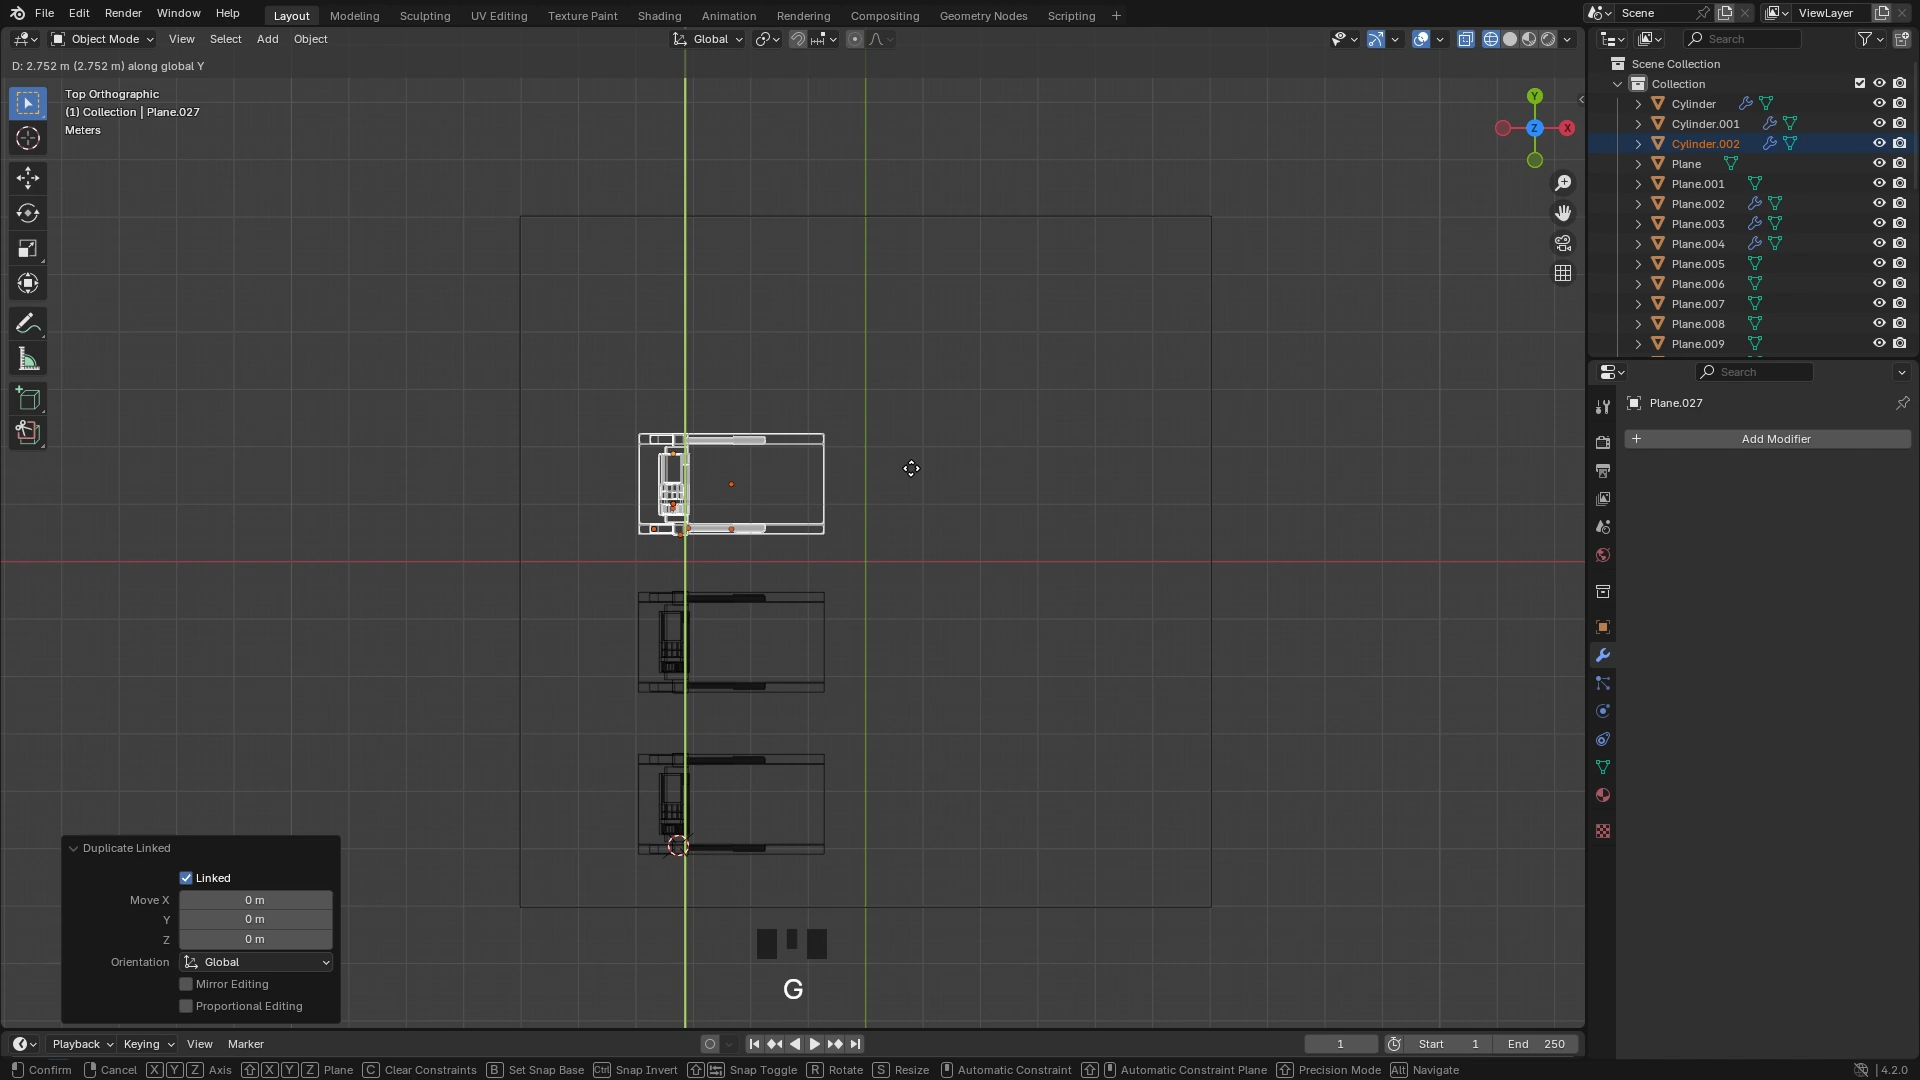 File Edit Render Window Help Layout Modeling Sculpting UV Editing Texture Paint Shading Animation Rendering Compositing Geometry Nodes Scripting Scene ViewLayer
Object Mode View Select Add Object Global Search
D: 2.752 m (2.752 m) along global Y
Top Orthographic
(1) Collection | Plane.027
Meters
Y
X
Z
Scene Collection
Collection
Cylinder
Cylinder.001
Cylinder.002
Plane
Plane.001
Plane.002
Plane.003
Plane.004
Plane.005
Plane.006
Plane.007
Plane.008
Plane.009
Search
Plane.027
Add Modifier
Duplicate Linked
Linked
Move X 0 m
Y 0 m
Z 0 m
Orientation Global
Mirror Editing
Proportional Editing
G
Playback Keying View Marker 1 Start 1 End 250
Confirm Cancel X Y Z Axis X Y Z Plane C Clear Constraints B Set Snap Base Ctrl Snap Invert Snap Toggle R Rotate S Resize Automatic Constraint Automatic Constraint Plane Precision Mode Alt Navigate 4.2.0